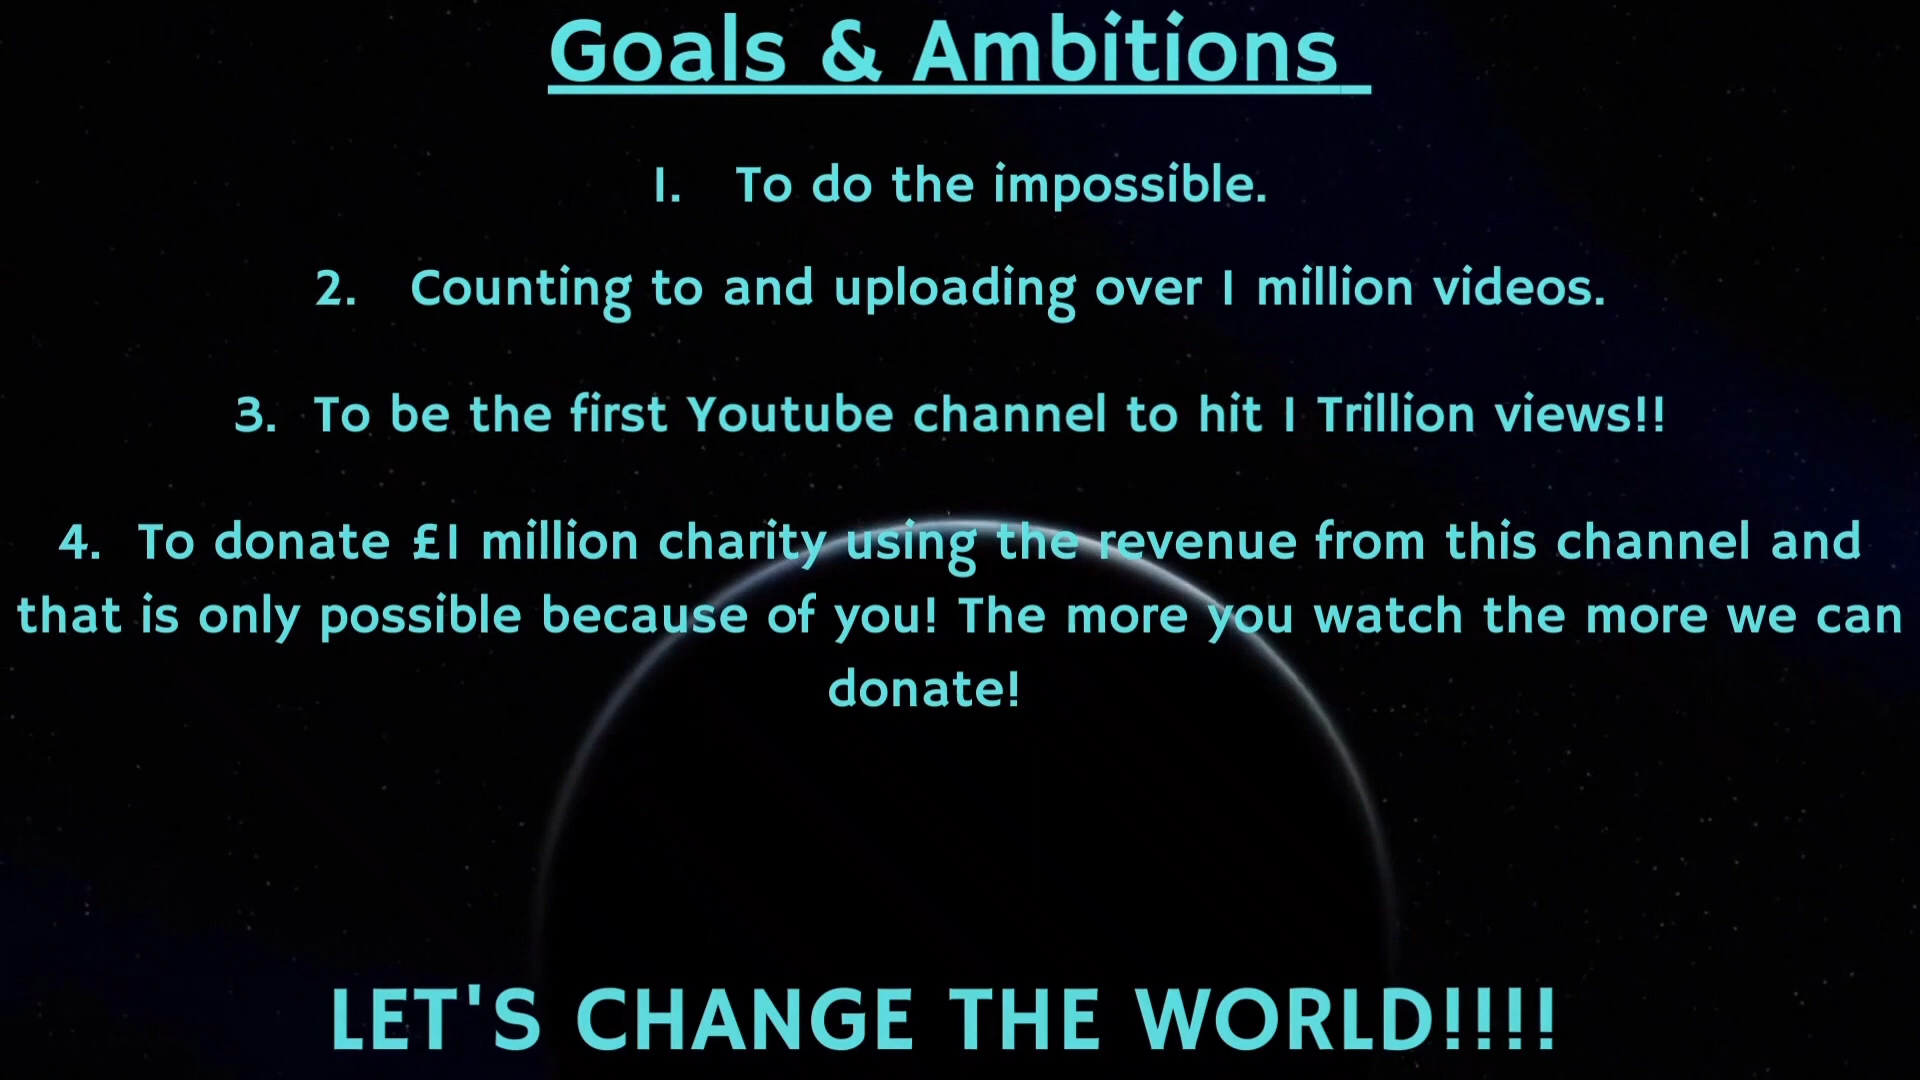 Goals & Ambitions
1. To do the impossible.
2. Counting to and uploading over 1 million videos.
3. To be the first Youtube channel to hit 1 Trillion views!!
4. To donate £1 million charity using the revenue from this channel and
that is only possible because of you! The more you watch the more we can
donate!
LET'S CHANGE THE WORLD!!!!